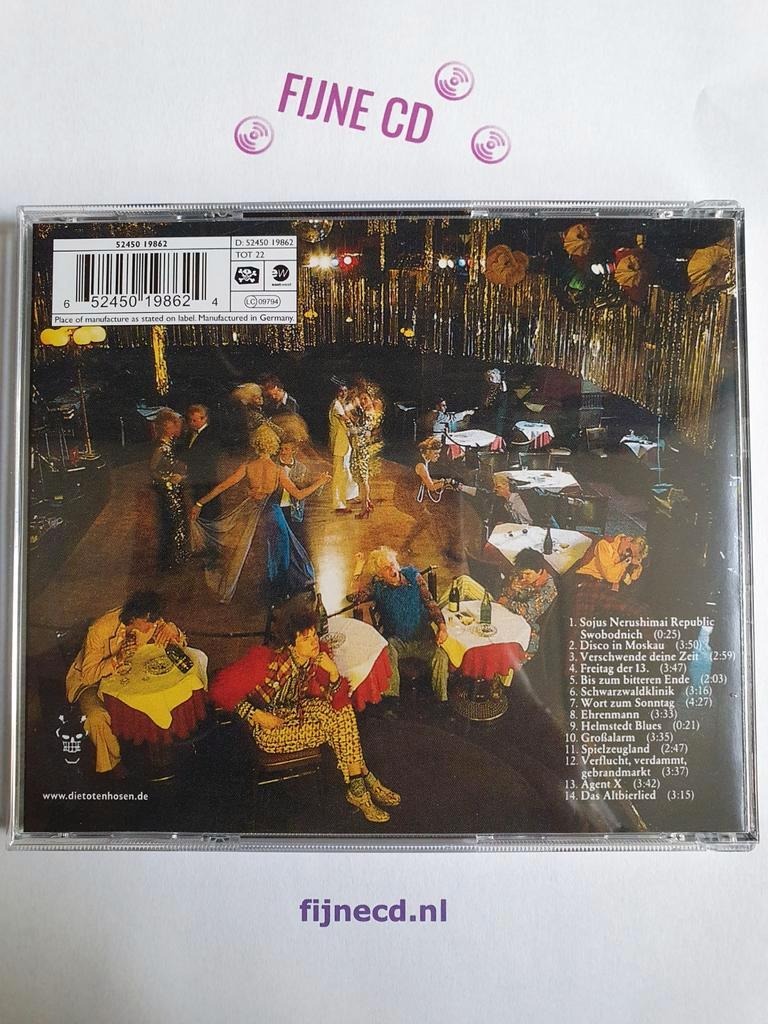 FIJNE CD
52450 19862
D: 52450 19862
TOT 22
6 52450 19862 4
ew
eastwest
LC 09794
Place of manufacture as stated on label. Manufactured in Germany.
1. Sojus Nerushimai Republic
Swobodnich (0:25)
2. Disco in Moskau (3:50)
3. Verschwende deine Zeit (2:59)
4. Freitag der 13. (3:47)
5. Bis zum bitteren Ende (2:03)
6. Schwarzwaldklinik (3:16)
7. Wort zum Sonntag (4:27)
8. Ehrenmann (3:33)
9. Helmstedt Blues (0:21)
10. Großalarm (3:35)
11. Spielzeugland (2:47)
12. Verflucht, verdammt,
gebrandmarkt (3:37)
13. Agent X (3:42)
14. Das Altbierlied (3:15)
www.dietotenhosen.de
fijnecd.nl